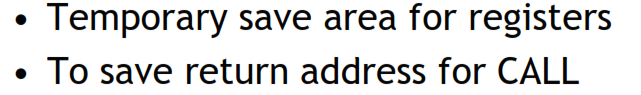 • Temporary save area for registers
• To save return address for CALL